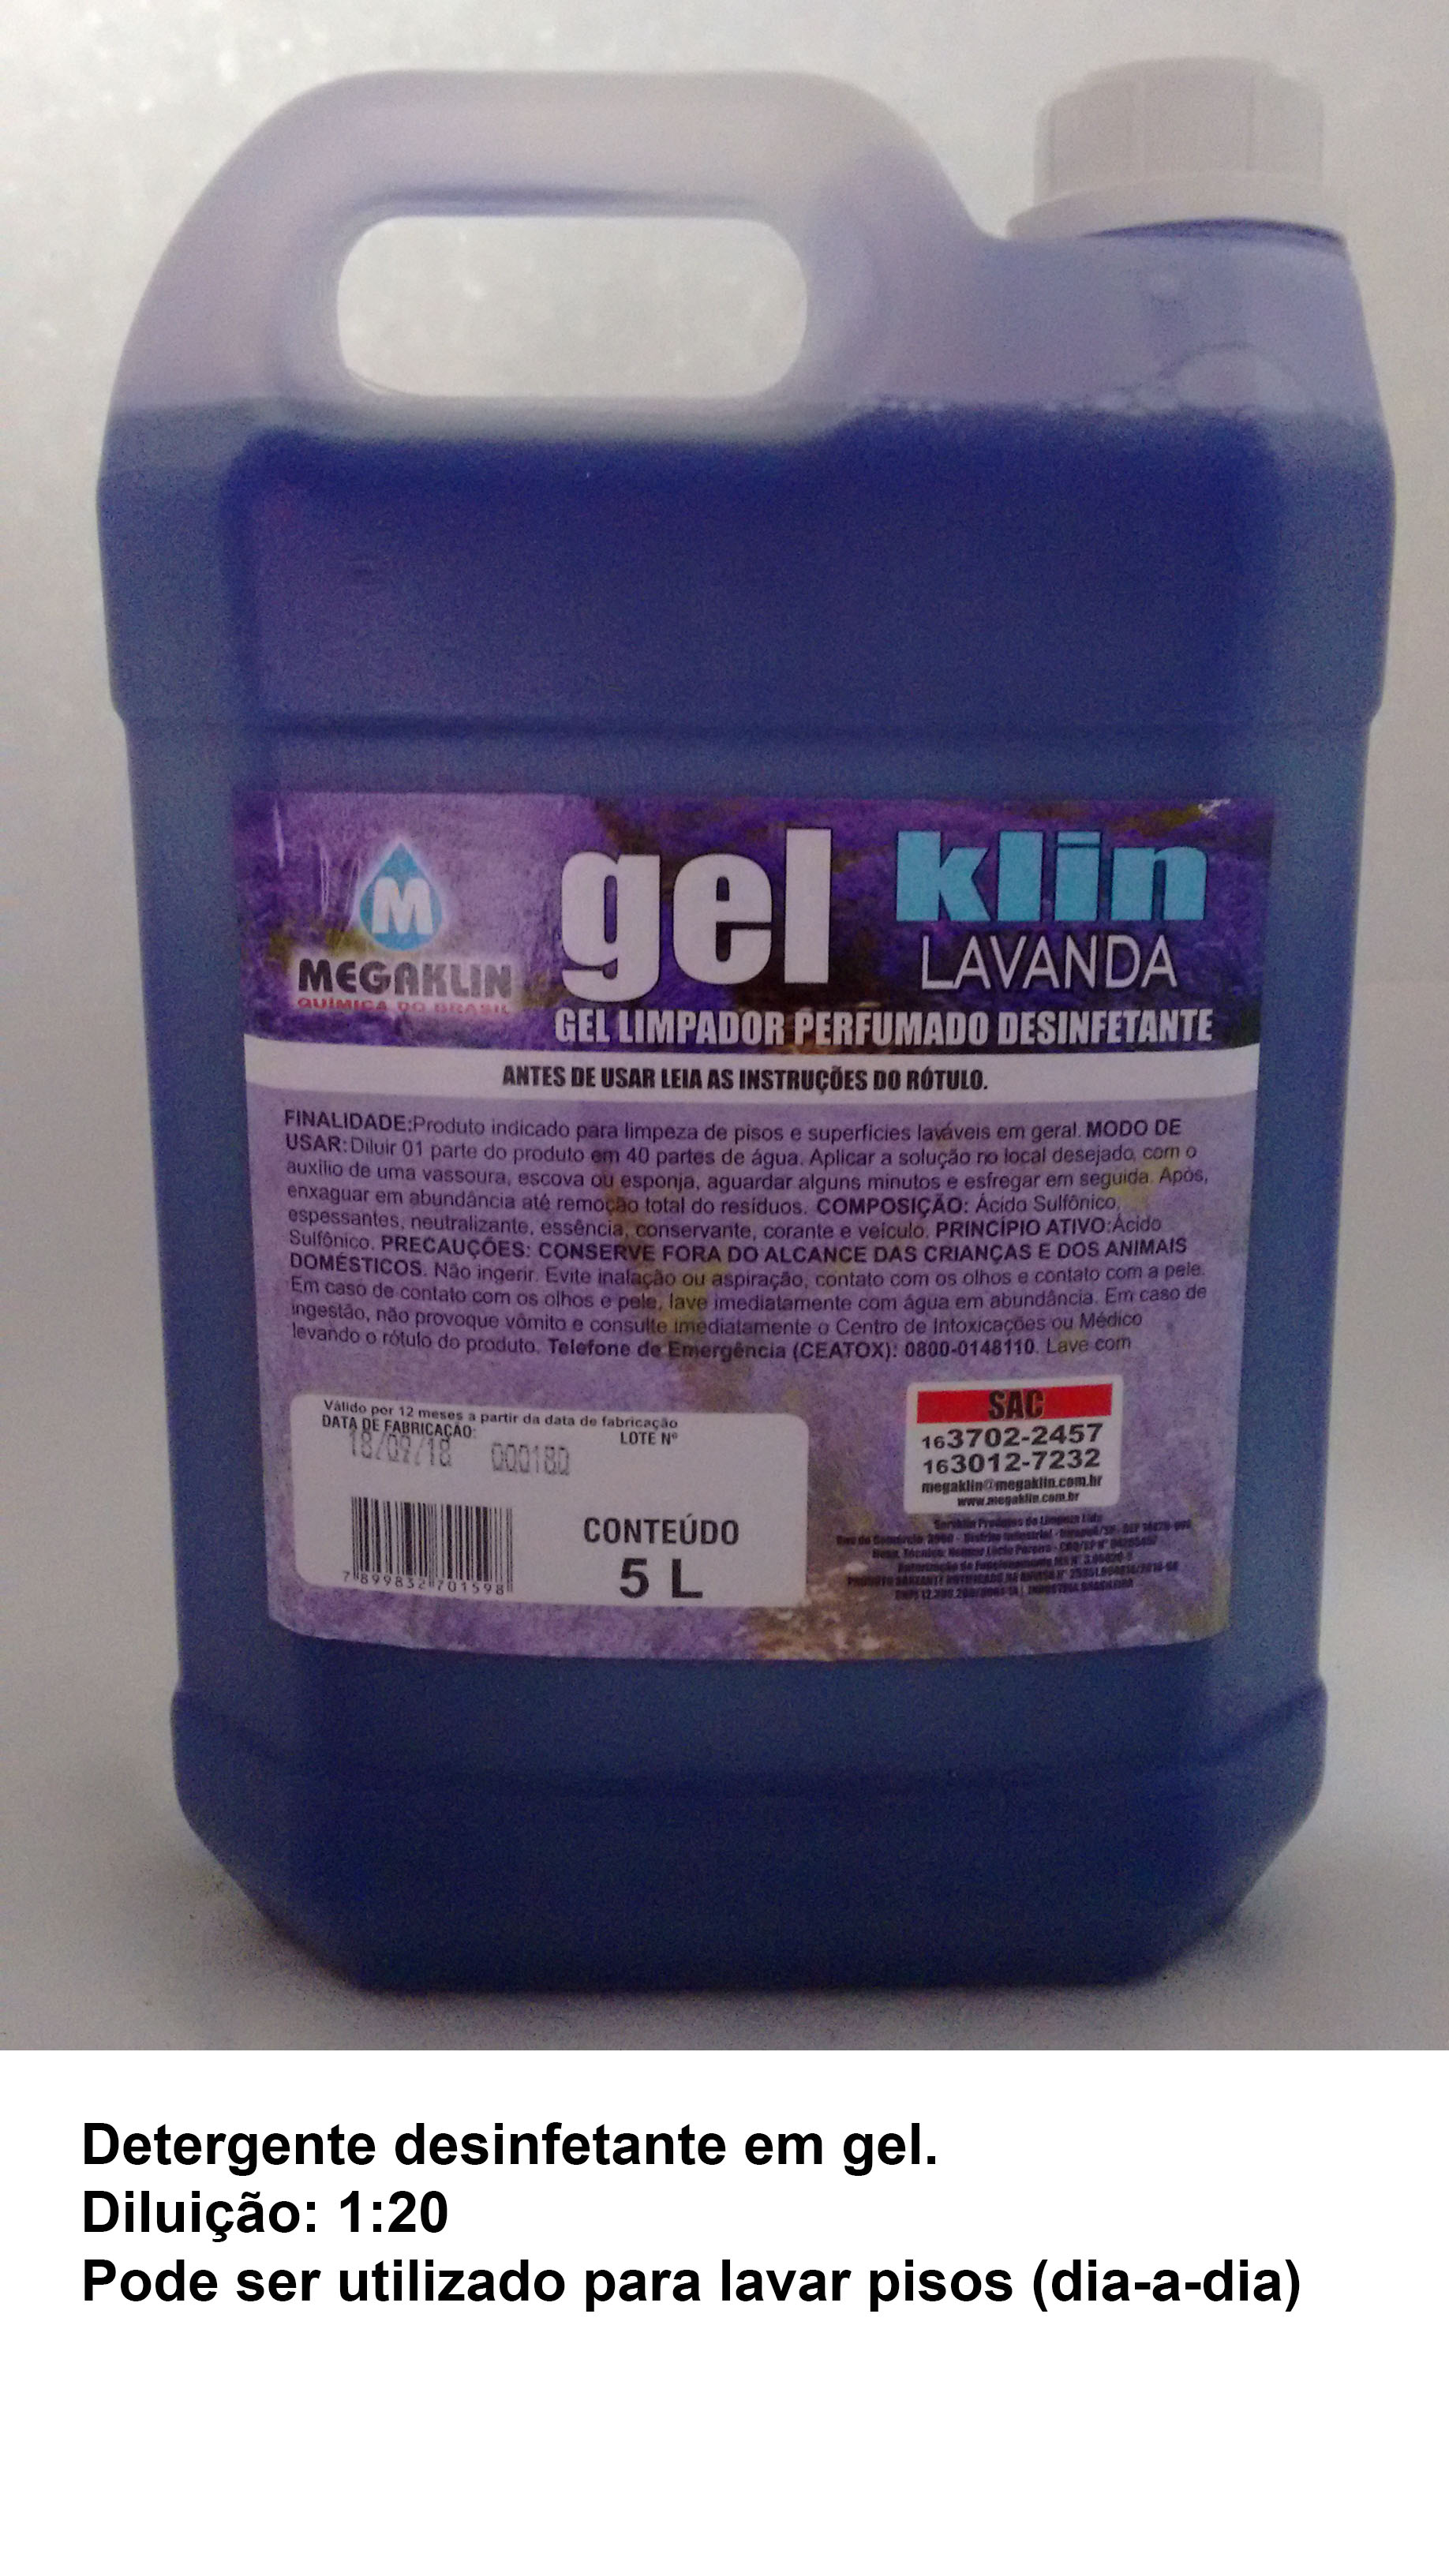 M
MEGAKLIN
QUÍMICA DO BRASIL
gel klin
LAVANDA
GEL LIMPADOR PERFUMADO DESINFETANTE
ANTES DE USAR LEIA AS INSTRUÇÕES DO RÓTULO.
FINALIDADE:Produto indicado para limpeza de pisos e superfícies laváveis em geral. MODO DE
USAR:Diluir 01 parte do produto em 40 partes de água. Aplicar a solução no local desejado, com o
auxílio de uma vassoura, escova ou esponja, aguardar alguns minutos e esfregar em seguida. Após,
enxaguar em abundância até remoção total do resíduos. COMPOSIÇÃO: Ácido Sulfônico,
espessantes, neutralizante, essência, conservante, corante e veículo. PRINCÍPIO ATIVO:Ácido
Sulfônico. PRECAUÇÕES: CONSERVE FORA DO ALCANCE DAS CRIANÇAS E DOS ANIMAIS
DOMÉSTICOS. Não ingerir. Evite inalação ou aspiração, contato com os olhos e contato com a pele.
Em caso de contato com os olhos e pele, lave imediatamente com água em abundância. Em caso de
ingestão, não provoque vômito e consulte imediatamente o Centro de Intoxicações ou Médico
levando o rótulo do produto. Telefone de Emergência (CEATOX): 0800-0148110. Lave com
Válido por 12 meses a partir da data de fabricação
DATA DE FABRICAÇÃO: LOTE Nº
18/09/18 000180
CONTEÚDO
5 L
7 899832 701598
SAC
163702-2457
163012-7232
megaklin@megaklin.com.br
www.megaklin.com.br
Produtos de Limpeza Ltda
Detergente desinfetante em gel.
Diluição: 1:20
Pode ser utilizado para lavar pisos (dia-a-dia)